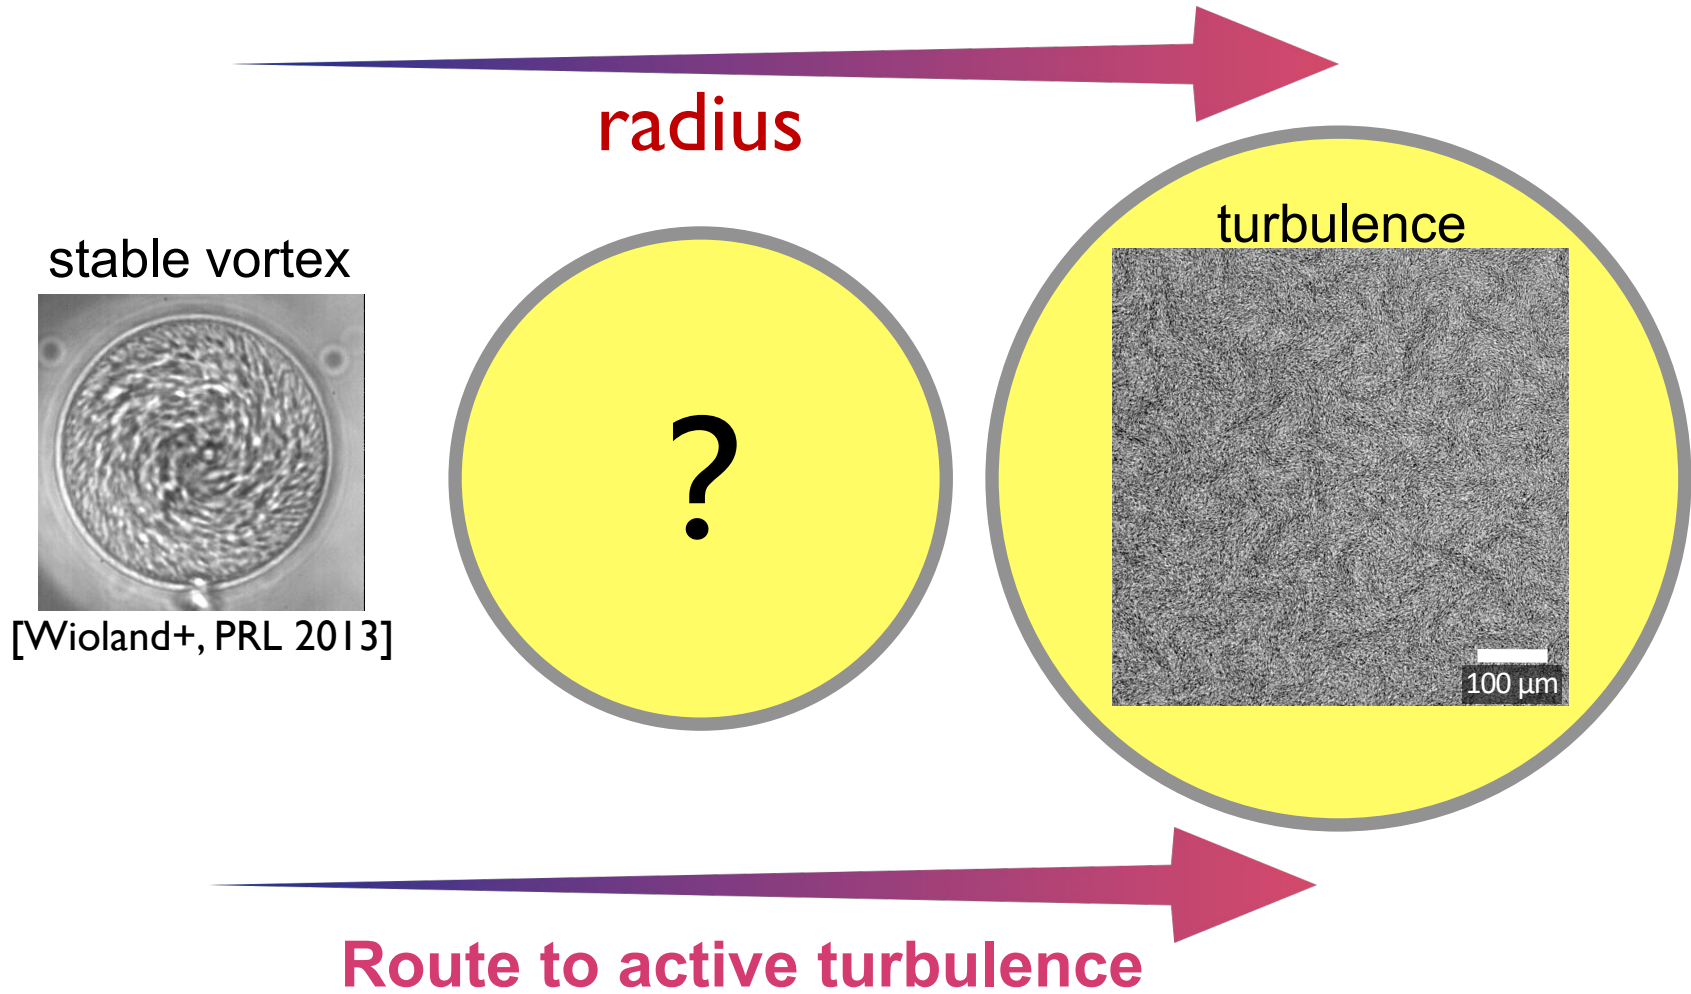 radius
stable vortex
[Wioland+, PRL 2013]
?
turbulence
100 μm
Route to active turbulence